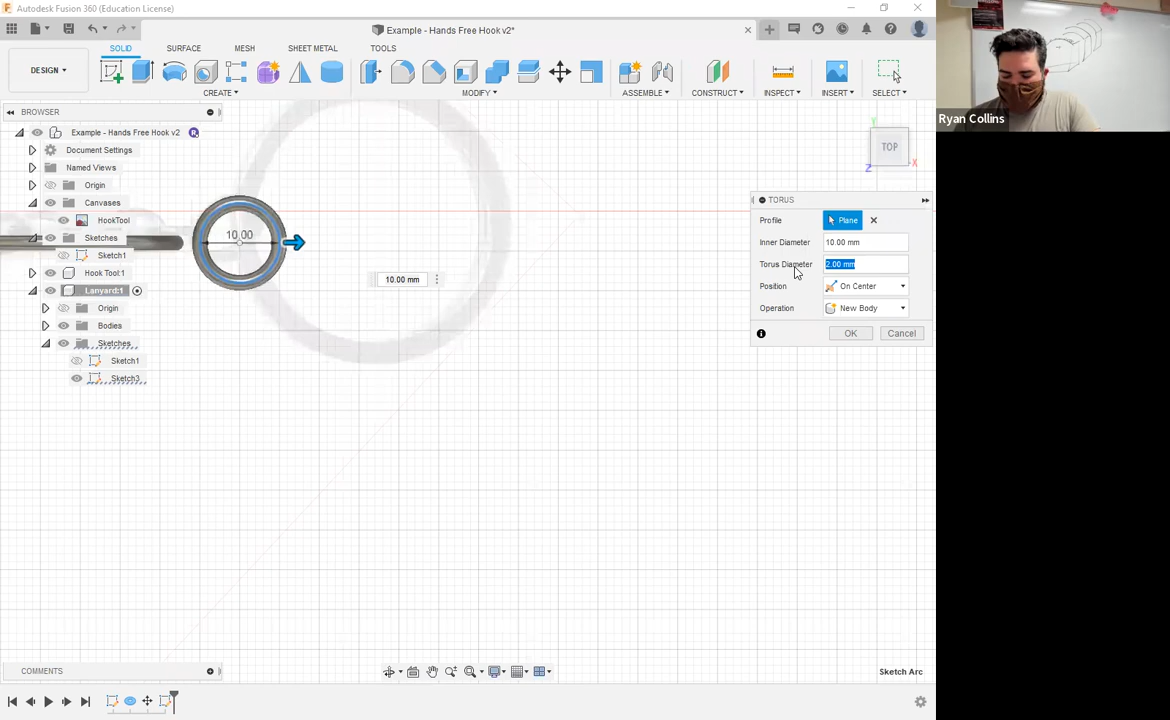 Autodesk Fusion 360 (Education License)
Example - Hands Free Hook v2*
SOLID SURFACE MESH SHEET METAL TOOLS
DESIGN
CREATE MODIFY ASSEMBLE CONSTRUCT INSPECT INSERT SELECT
BROWSER
Example - Hands Free Hook v2
Document Settings
Named Views
Origin
Canvases
HookTool
Sketches
Sketch1
Hook Tool:1
Lanyard:1
Origin
Bodies
Sketches
Sketch1
Sketch3
10.00
10.00 mm
Y
TOP
X
Z
TORUS
Profile Plane
Inner Diameter 10.00 mm
Torus Diameter 2.00 mm
Position On Center
Operation New Body
OK Cancel
COMMENTS
Sketch Arc
Ryan Collins